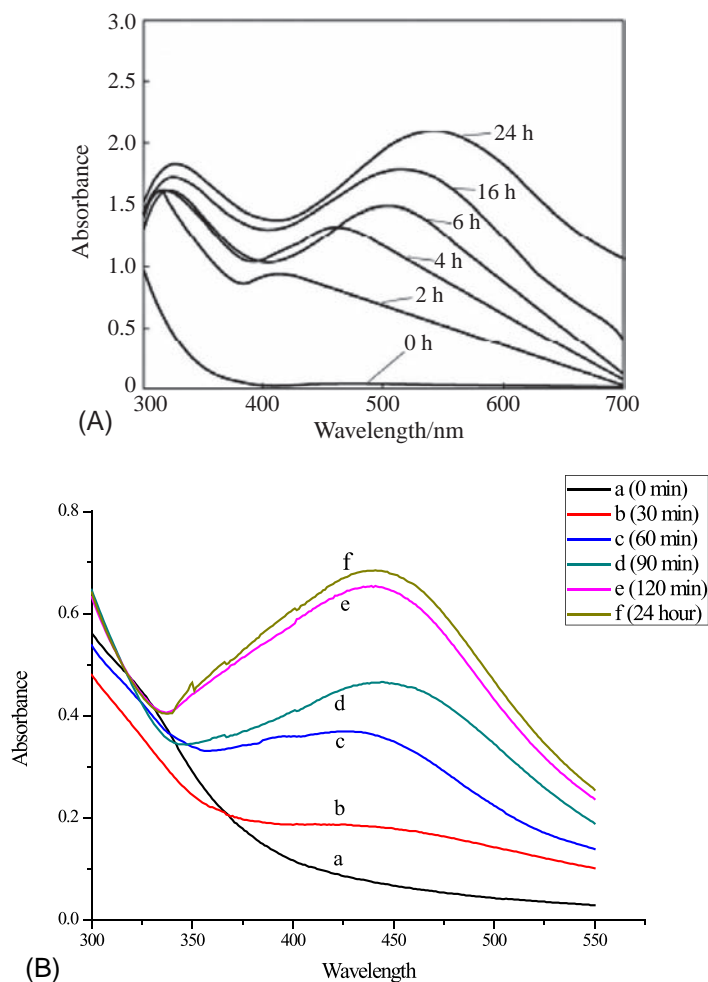 3.0
2.5
2.0
1.5
1.0
0.5
0
Absorbance
24 h
16 h
6 h
4 h
2 h
0 h
300 400 500 600 700
Wavelength/nm
(A)
a (0 min)
b (30 min)
c (60 min)
d (90 min)
e (120 min)
f (24 hour)
0.8
0.6
0.4
0.2
0.0
Absorbance
f
e
d
c
b
a
300 350 400 450 500 550
Wavelength
(B)